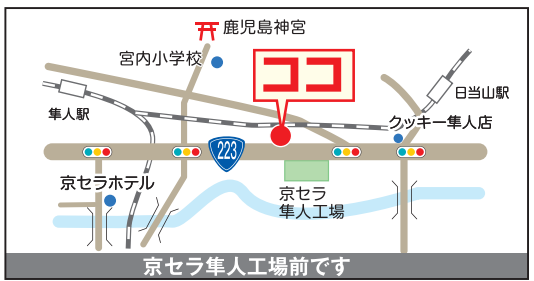 鹿児島神宮
宮内小学校
ココ
日当山駅
隼人駅
クッキー隼人店
223
京セラホテル
京セラ
隼人工場
京セラ隼人工場前です